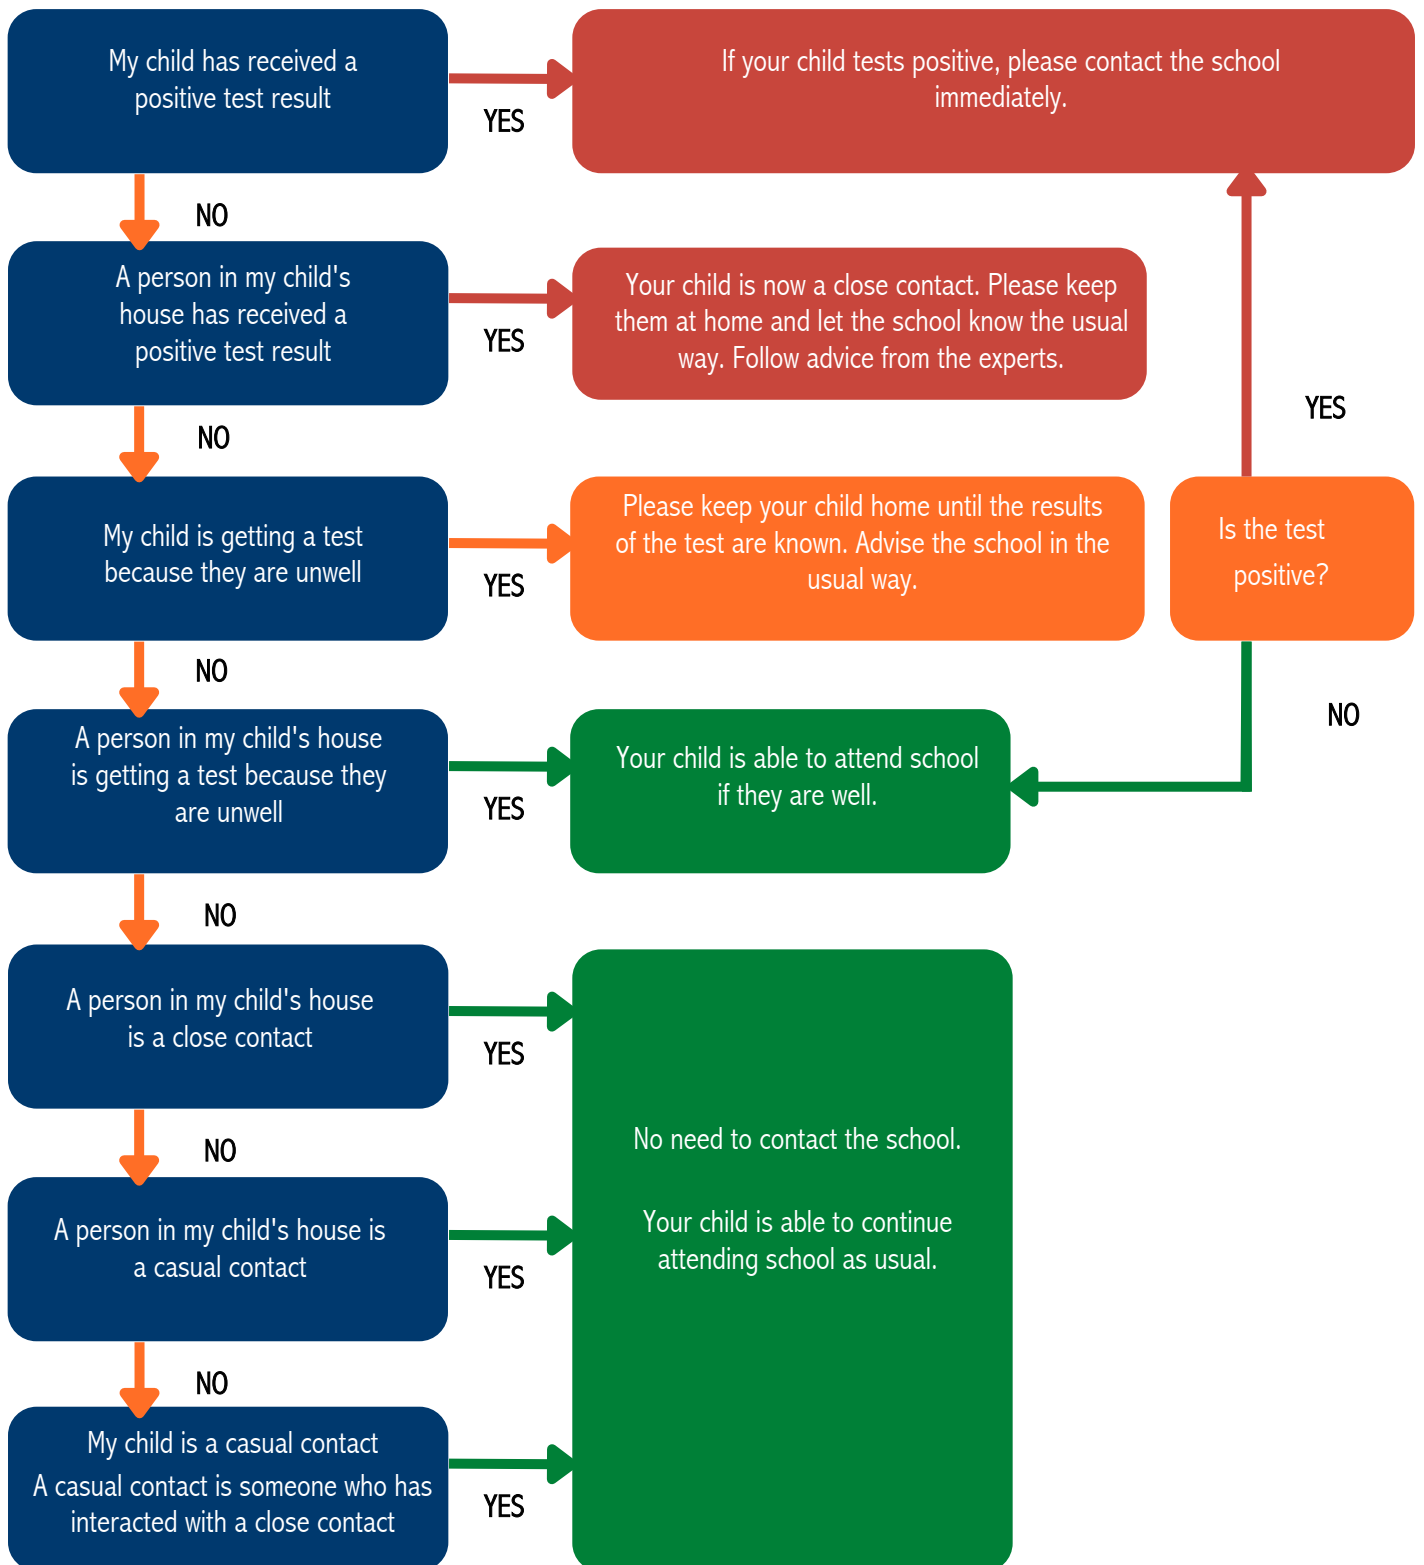 My child has received a
positive test result
YES
If your child tests positive, please contact the school
immediately.
NO
A person in my child's
house has received a
positive test result
YES
Your child is now a close contact. Please keep
them at home and let the school know the usual
way. Follow advice from the experts.
YES
NO
My child is getting a test
because they are unwell
YES
Please keep your child home until the results
of the test are known. Advise the school in the
usual way.
Is the test
positive?
NO
NO
A person in my child's house
is getting a test because they
are unwell
YES
Your child is able to attend school
if they are well.
NO
A person in my child's house
is a close contact
YES
NO
A person in my child's house is
a casual contact
YES
No need to contact the school.
Your child is able to continue
attending school as usual.
NO
My child is a casual contact
A casual contact is someone who has
interacted with a close contact
YES